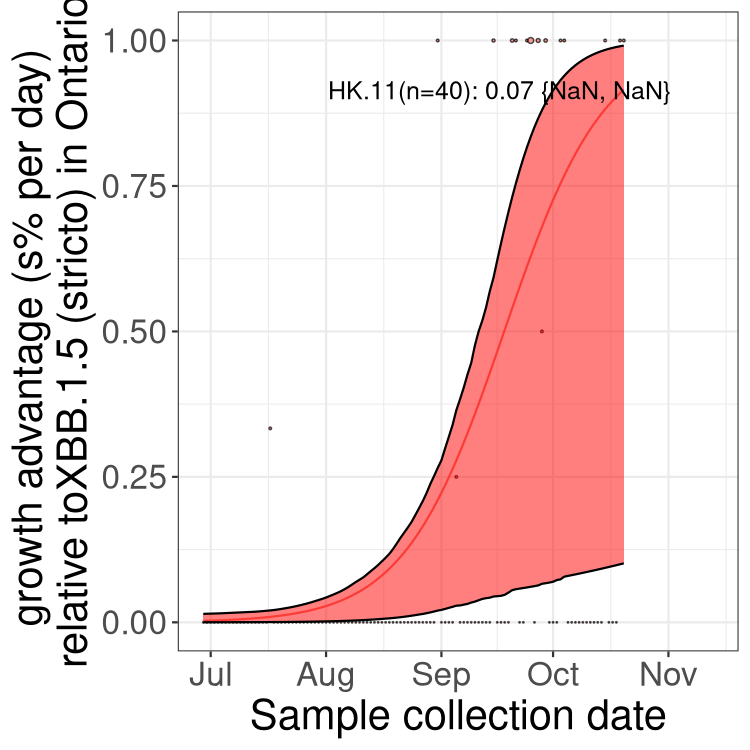 growth advantage (s% per day)
relative toXBB.1.5 (stricto) in Ontario
1.00
0.75
0.50
0.25
0.00
HK.11(n=40): 0.07 {NaN, NaN}
Jul Aug Sep Oct Nov
Sample collection date